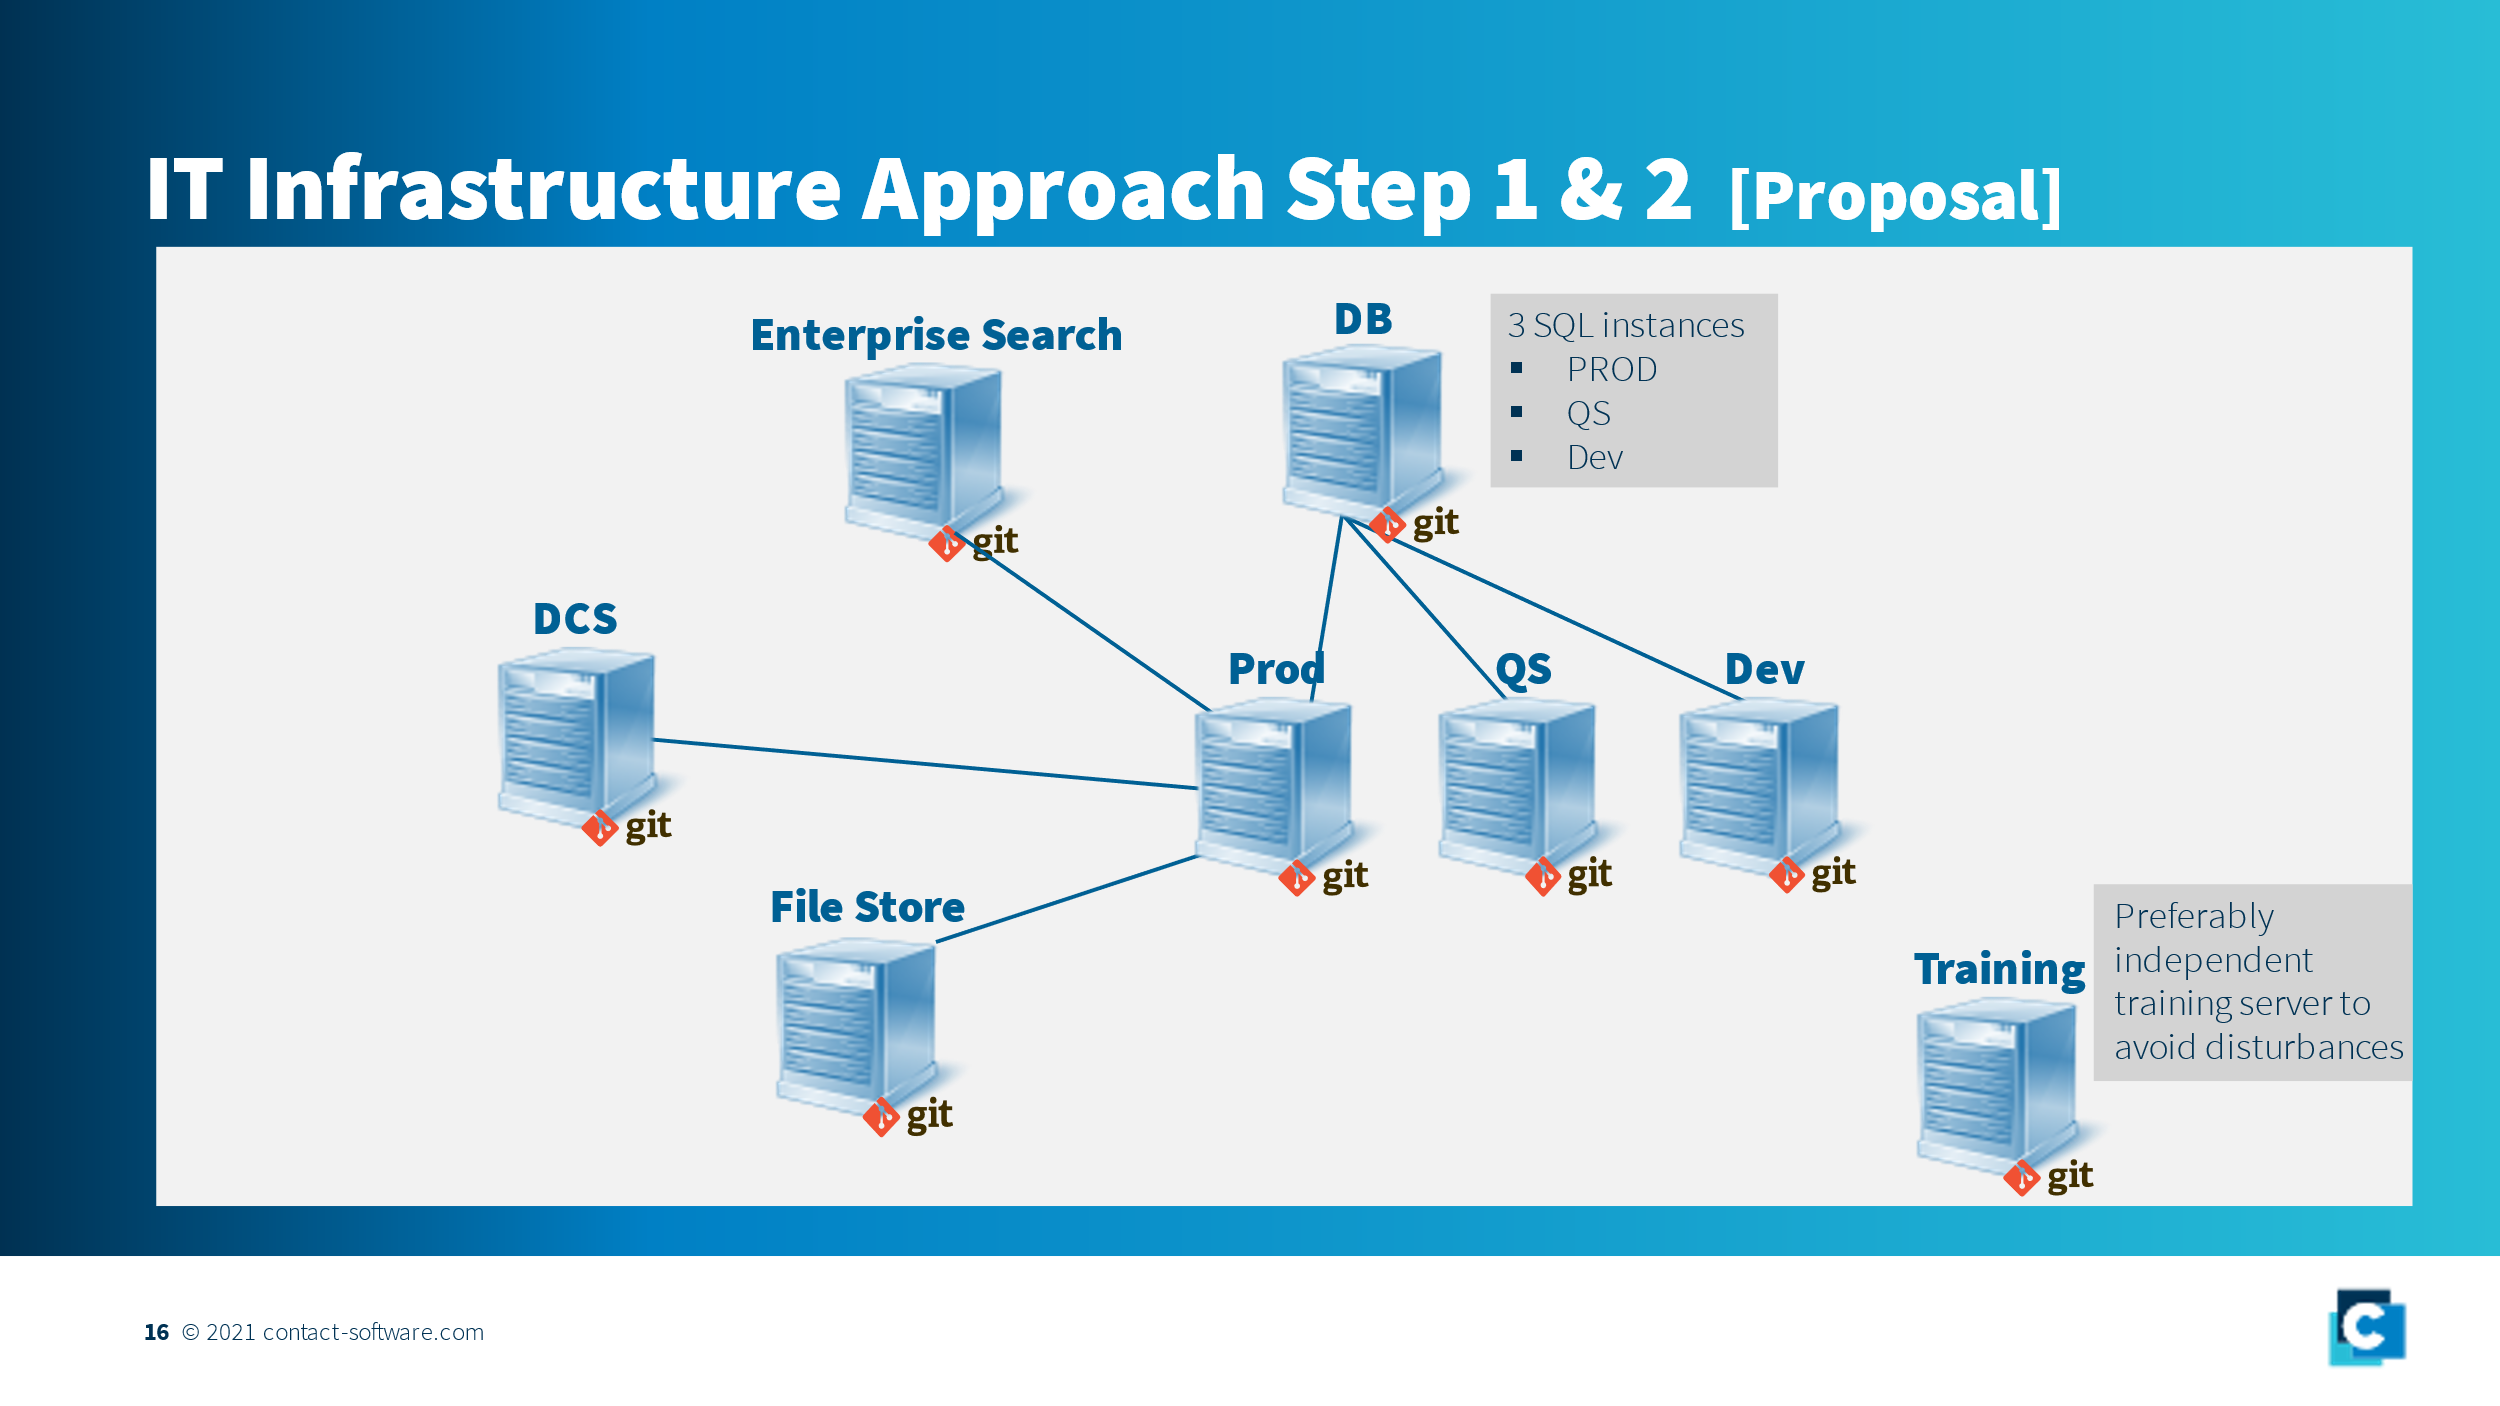 IT Infrastructure Approach Step 1 & 2 [Proposal]
Enterprise Search
git
DB
git
3 SQL instances
▪ PROD
▪ QS
▪ Dev
DCS
git
Prod
git
QS
git
Dev
git
File Store
git
Training
git
Preferably
independent
training server to
avoid disturbances
16 © 2021 contact-software.com
C